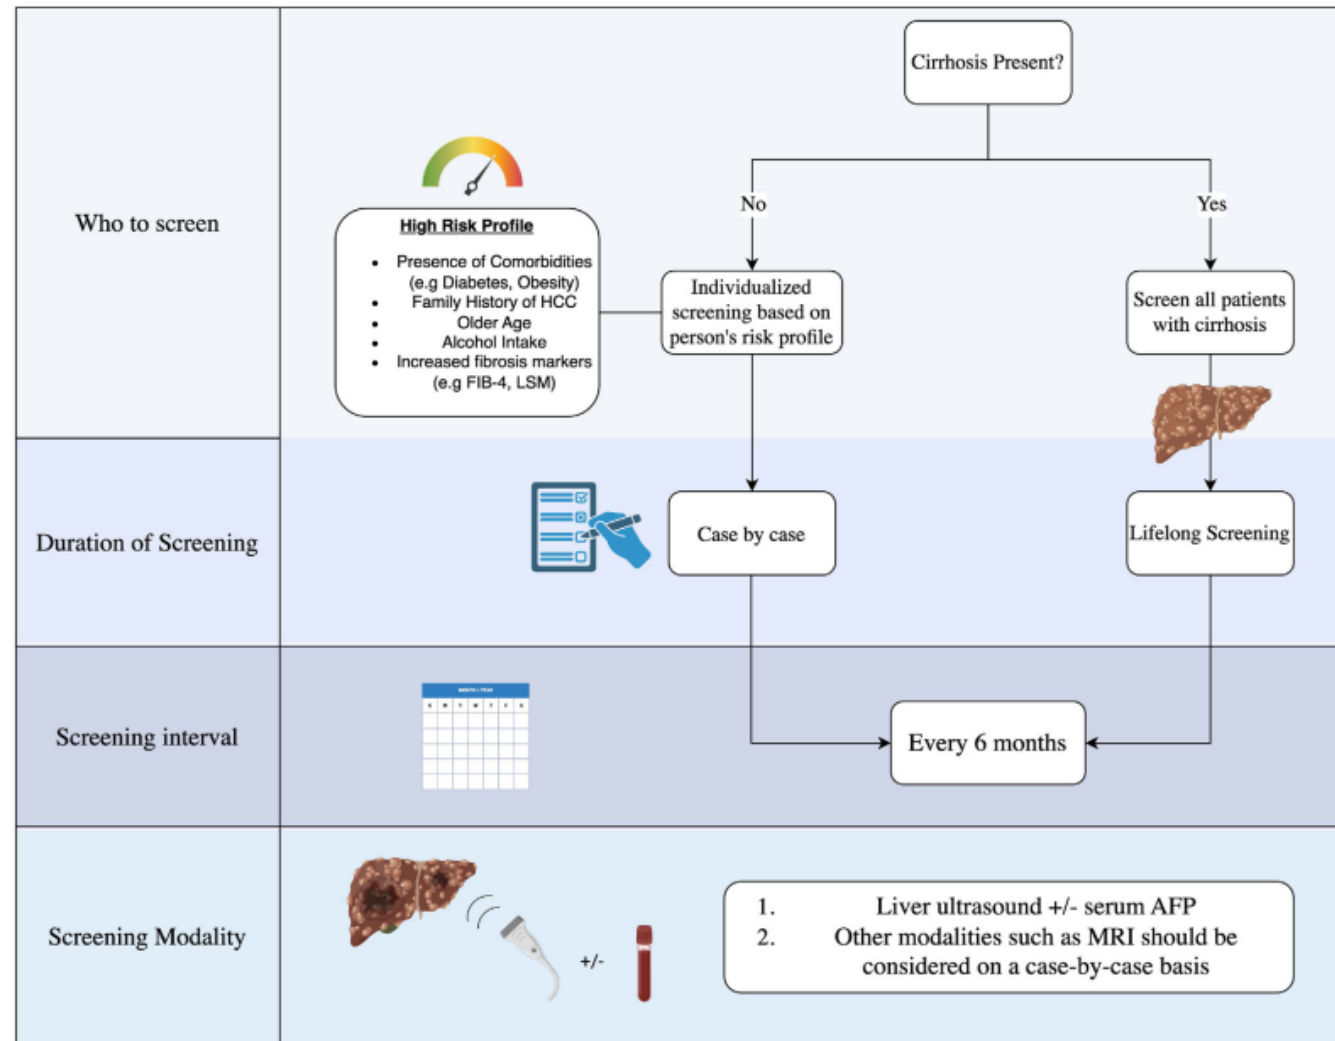 Cirrhosis Present?
No
Yes
Who to screen
High Risk Profile
• Presence of Comorbidities
(e.g Diabetes, Obesity)
• Family History of HCC
• Older Age
• Alcohol Intake
• Increased fibrosis markers
(e.g FIB-4, LSM)
Individualized
screening based on
person's risk profile
Screen all patients
with cirrhosis
Duration of Screening
Case by case
Lifelong Screening
Screening interval
MONTH / YEAR
S M T W T F S
Every 6 months
Screening Modality
+/-
1. Liver ultrasound +/- serum AFP
2. Other modalities such as MRI should be
considered on a case-by-case basis